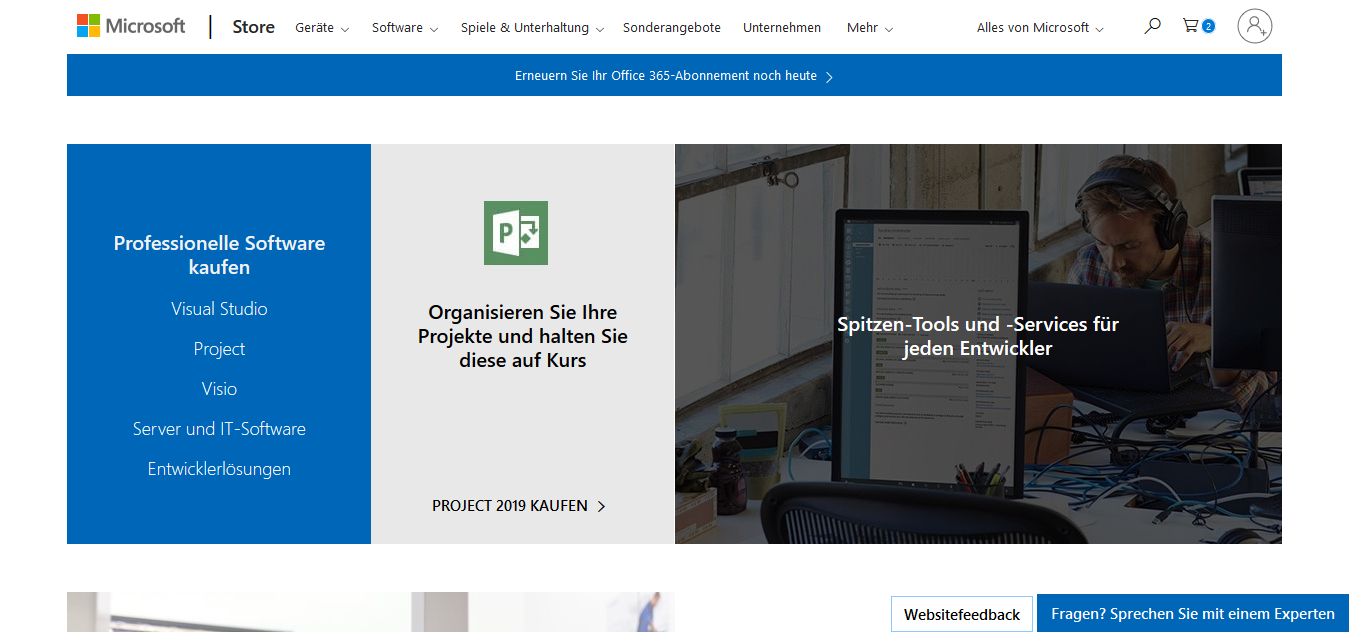 Microsoft
Store
Geräte
Software
Spiele & Unterhaltung
Sonderangebote
Unternehmen
Mehr
Alles von Microsoft
2
Erneuern Sie Ihr Office 365-Abonnement noch heute
Professionelle Software
kaufen
Visual Studio
Project
Visio
Server und IT-Software
Entwicklerlösungen
P
Organisieren Sie Ihre
Projekte und halten Sie
diese auf Kurs
PROJECT 2019 KAUFEN
Spitzen-Tools und -Services für
jeden Entwickler
Websitefeedback
Fragen? Sprechen Sie mit einem Experten